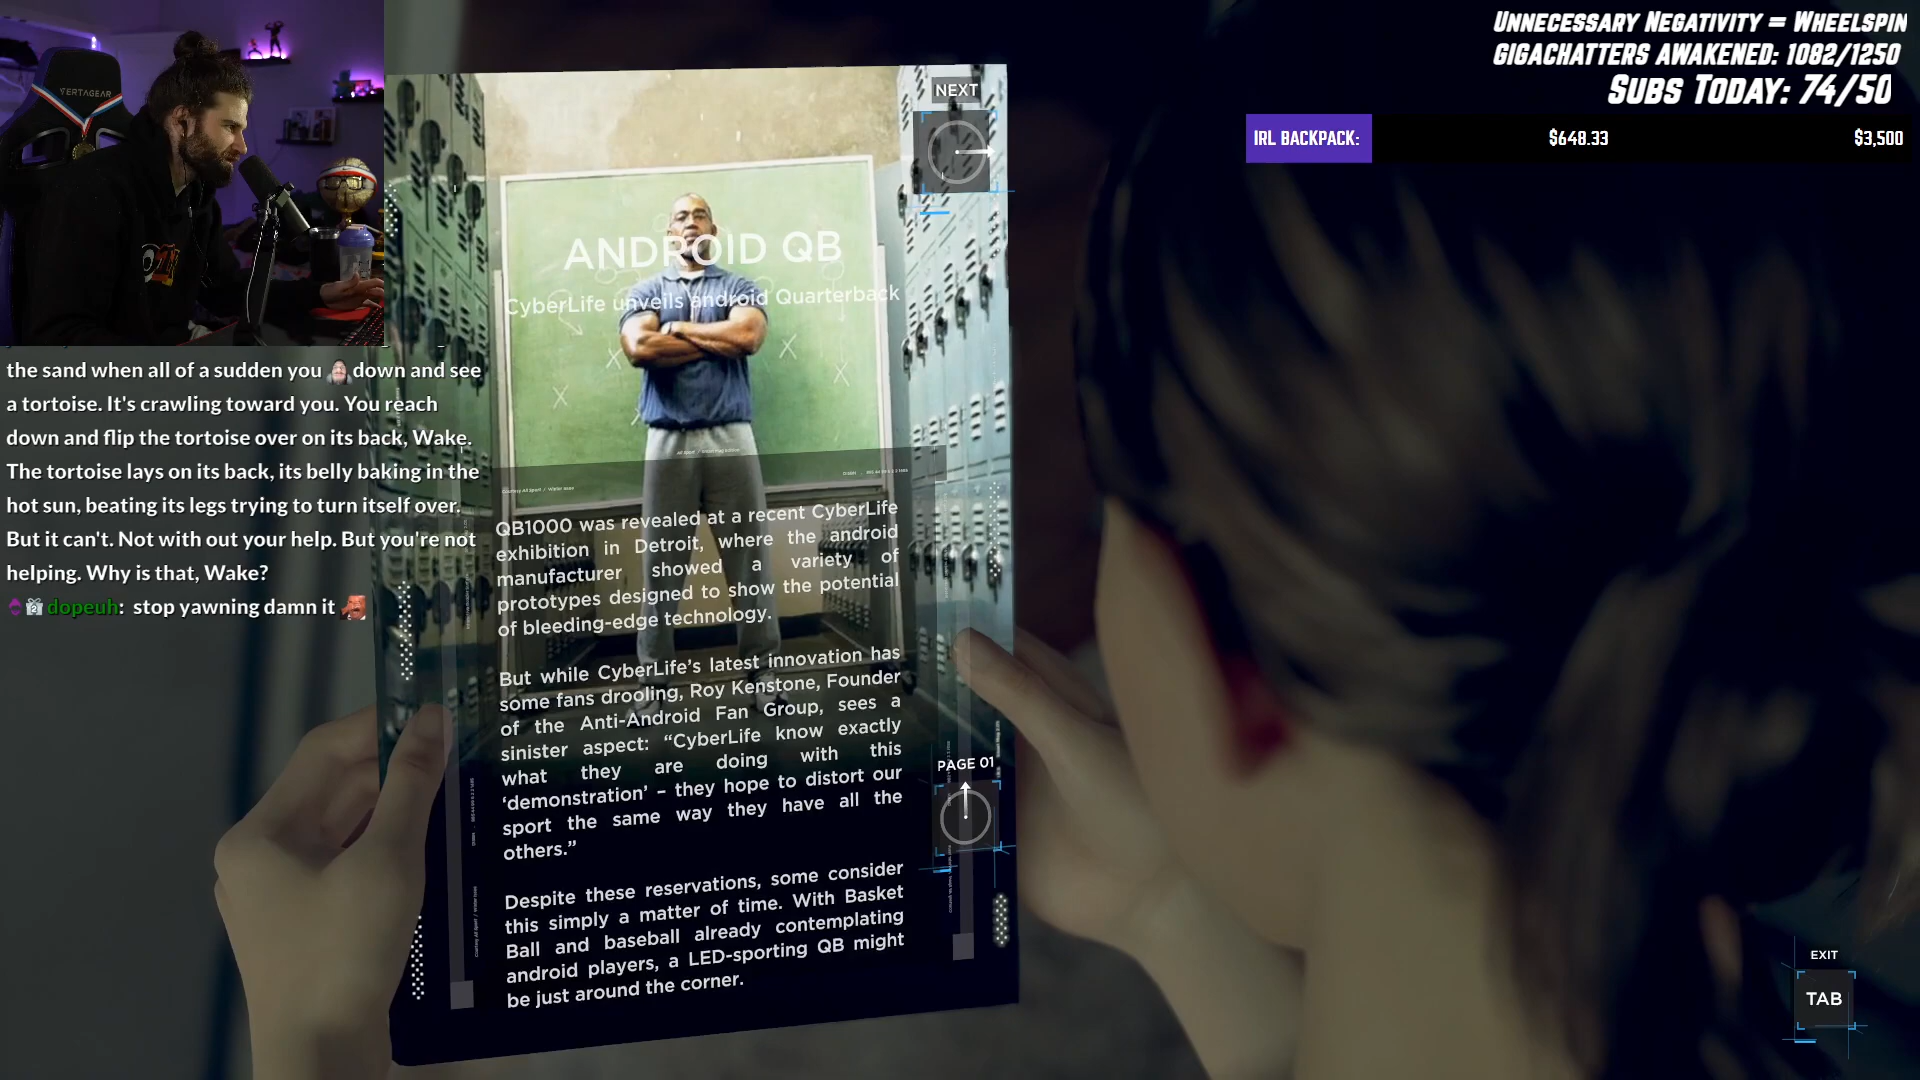 UNNECESSARY NEGATIVITY = WHEELSPIN
GIGACHATTERS AWAKENED: 1082/1250
SUBS TODAY: 74/50
IRL BACKPACK: $648.33 $3,500
VERTAGEAR
the sand when all of a sudden you down and see
a tortoise. It's crawling toward you. You reach
down and flip the tortoise over on its back, Wake.
The tortoise lays on its back, its belly baking in the
hot sun, beating its legs trying to turn itself over.
But it can't. Not with out your help. But you're not
helping. Why is that, Wake?
dopeuh: stop yawning damn it
NEXT
ANDROID QB
CyberLife unveils android Quarterback
QB1000 was revealed at a recent CyberLife
exhibition in Detroit, where the android
manufacturer showed a variety of
prototypes designed to show the potential
of bleeding-edge technology.
But while CyberLife's latest innovation has
some fans drooling, Roy Kenstone, Founder
of the Anti-Android Fan Group, sees a
sinister aspect: “CyberLife know exactly
what they are doing with this
‘demonstration’ – they hope to distort our
sport the same way they have all the
others.”
Despite these reservations, some consider
this simply a matter of time. With Basket
Ball and baseball already contemplating
android players, a LED-sporting QB might
be just around the corner.
PAGE 01
EXIT
TAB